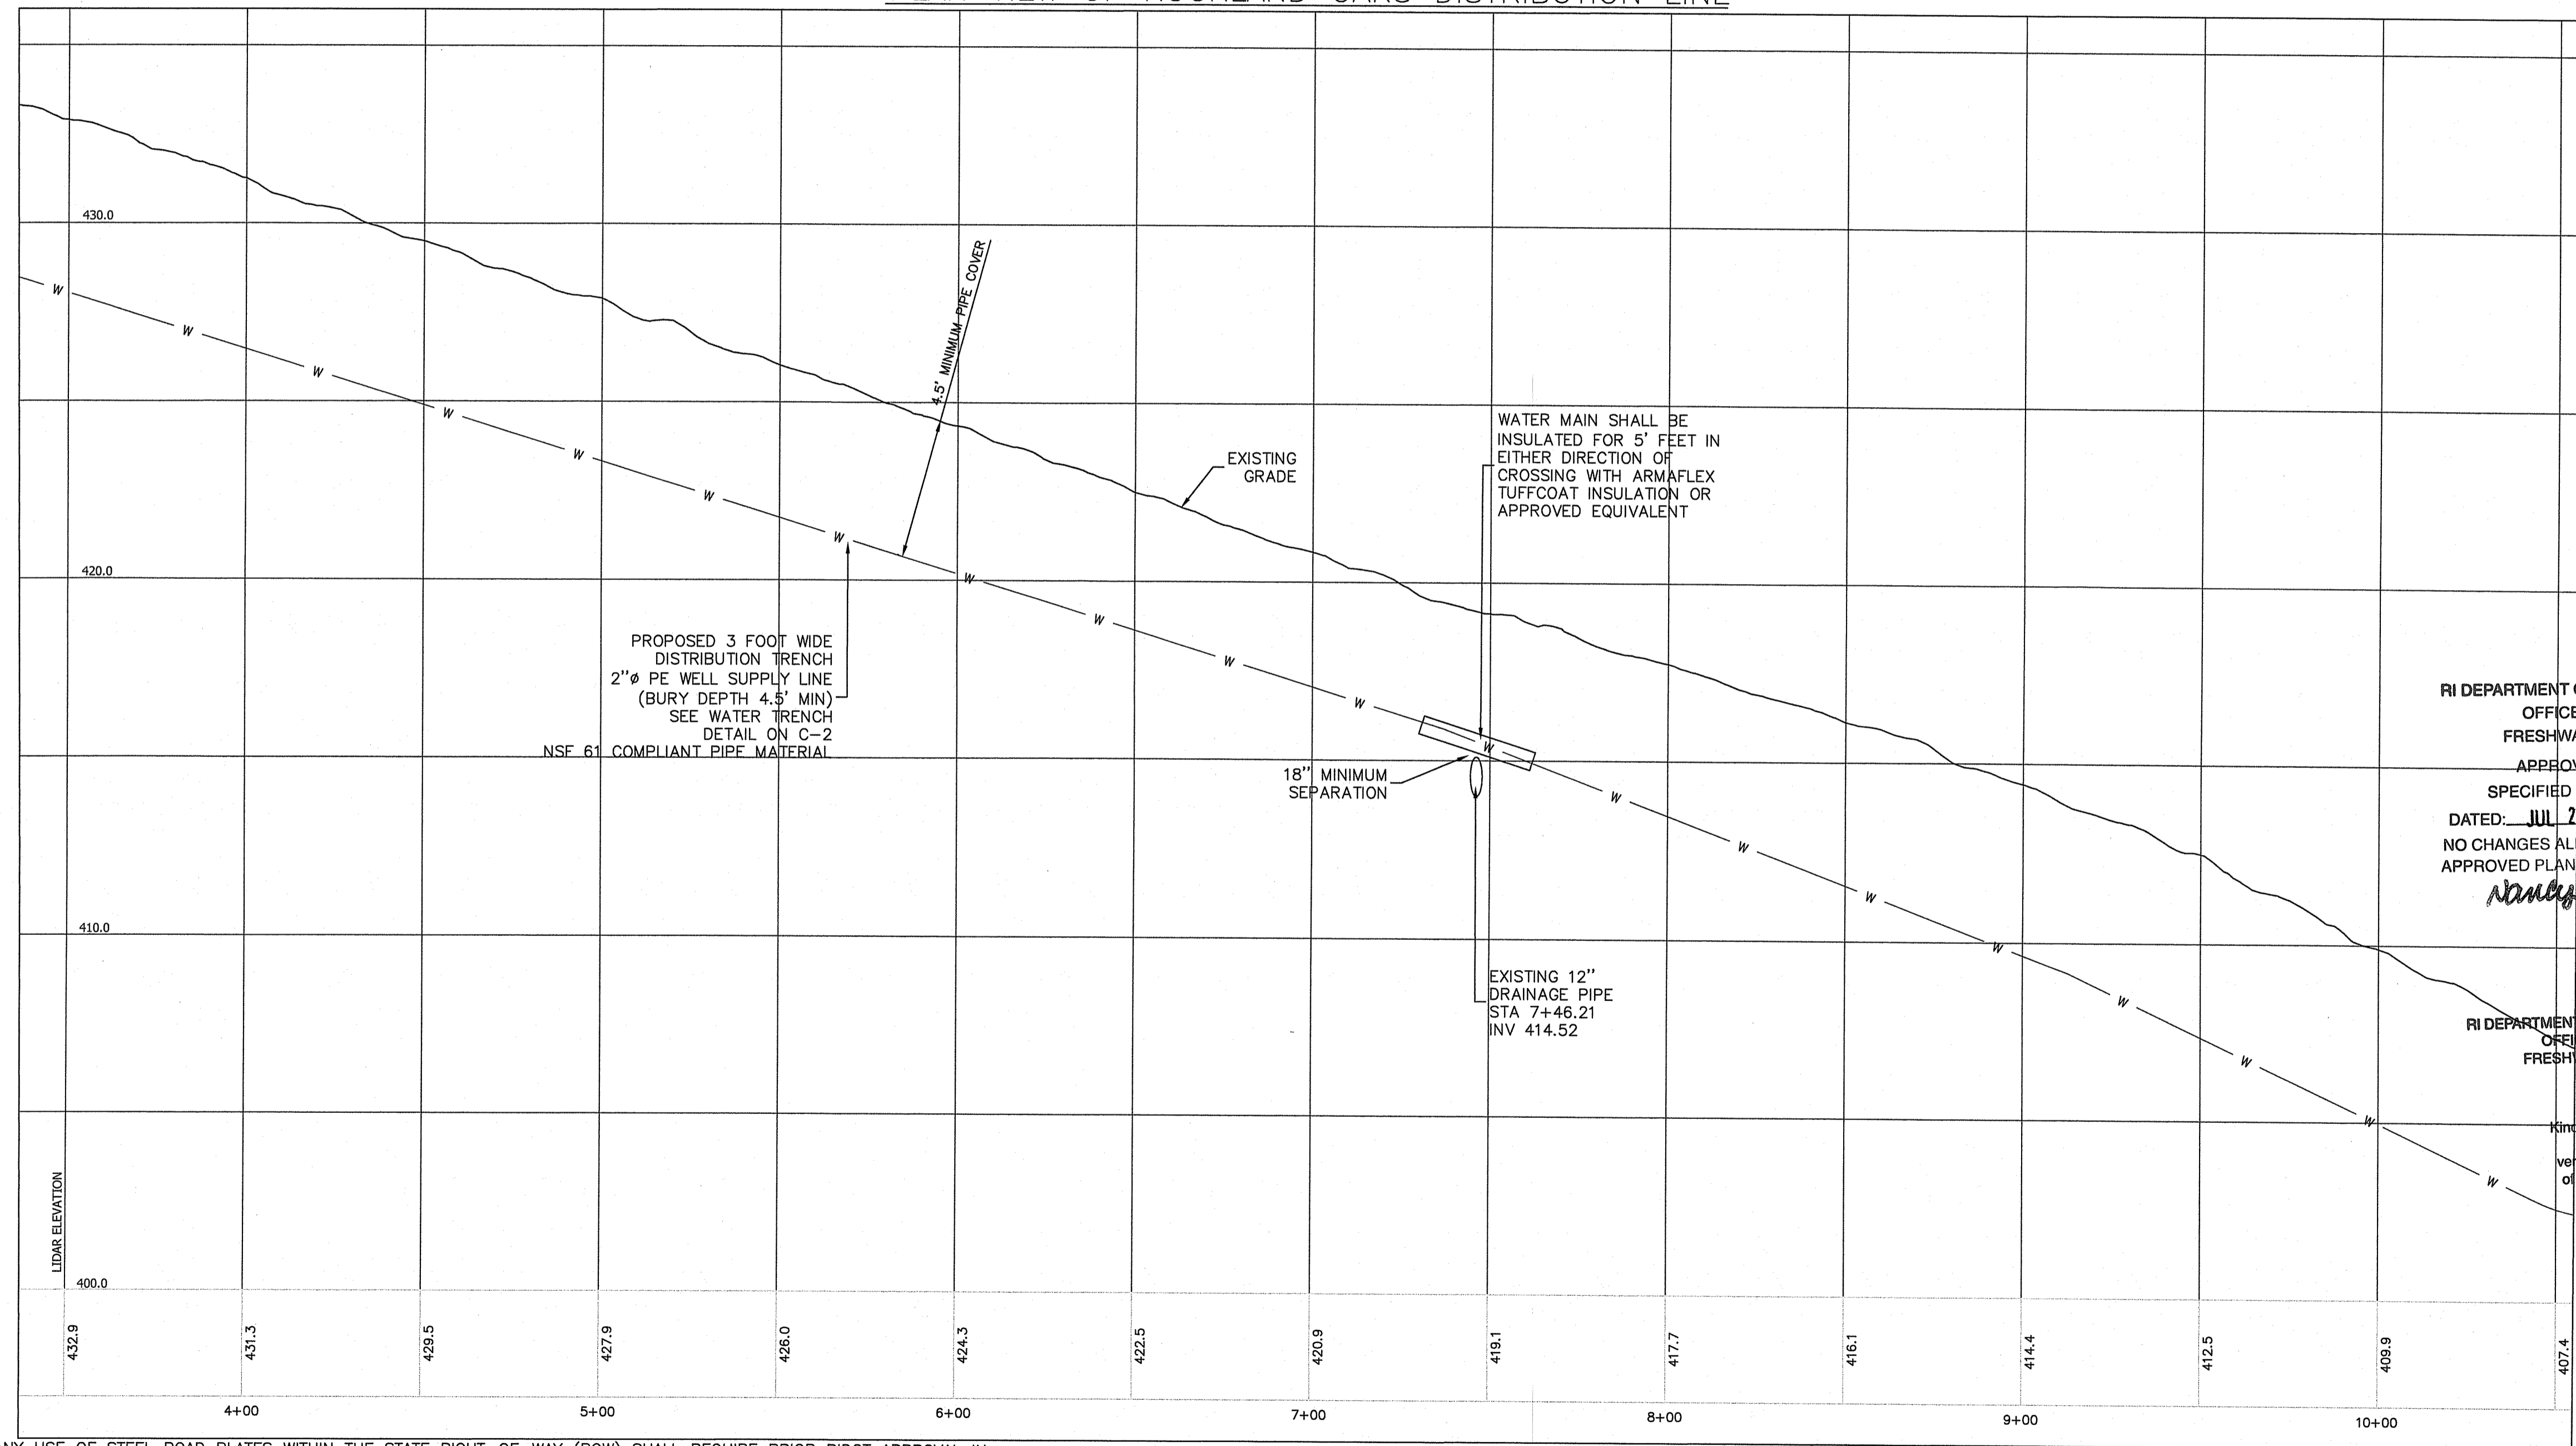 430.0
4.5' MINIMUM PIPE COVER
WATER MAIN SHALL BE
INSULATED FOR 5' FEET IN
EITHER DIRECTION OF
CROSSING WITH ARMAFLEX
TUFFCOAT INSULATION OR
APPROVED EQUIVALENT
EXISTING
GRADE
W W W W W W W W W W W W W W W W W W W
420.0
PROPOSED 3 FOOT WIDE
DISTRIBUTION TRENCH
2''ø PE WELL SUPPLY LINE
(BURY DEPTH 4.5' MIN)
SEE WATER TRENCH
DETAIL ON C-2
NSF 61 COMPLIANT PIPE MATERIAL
18'' MINIMUM
SEPARATION
RI DEPARTMENT
OFFICE
FRESHWA
APPROV
SPECIFIED
DATED: JUL 2
NO CHANGES AL
APPROVED PLAN
Nancy
410.0
EXISTING 12''
DRAINAGE PIPE
STA 7+46.21
INV 414.52
RI DEPARTMENT
OFFI
FRESH
ver
of
LIDAR ELEVATION
400.0
432.9 431.3 429.5 427.9 426.0 424.3 422.5 420.9 419.1 417.7 416.1 414.4 412.5 409.9 407.4
4+00 5+00 6+00 7+00 8+00 9+00 10+00